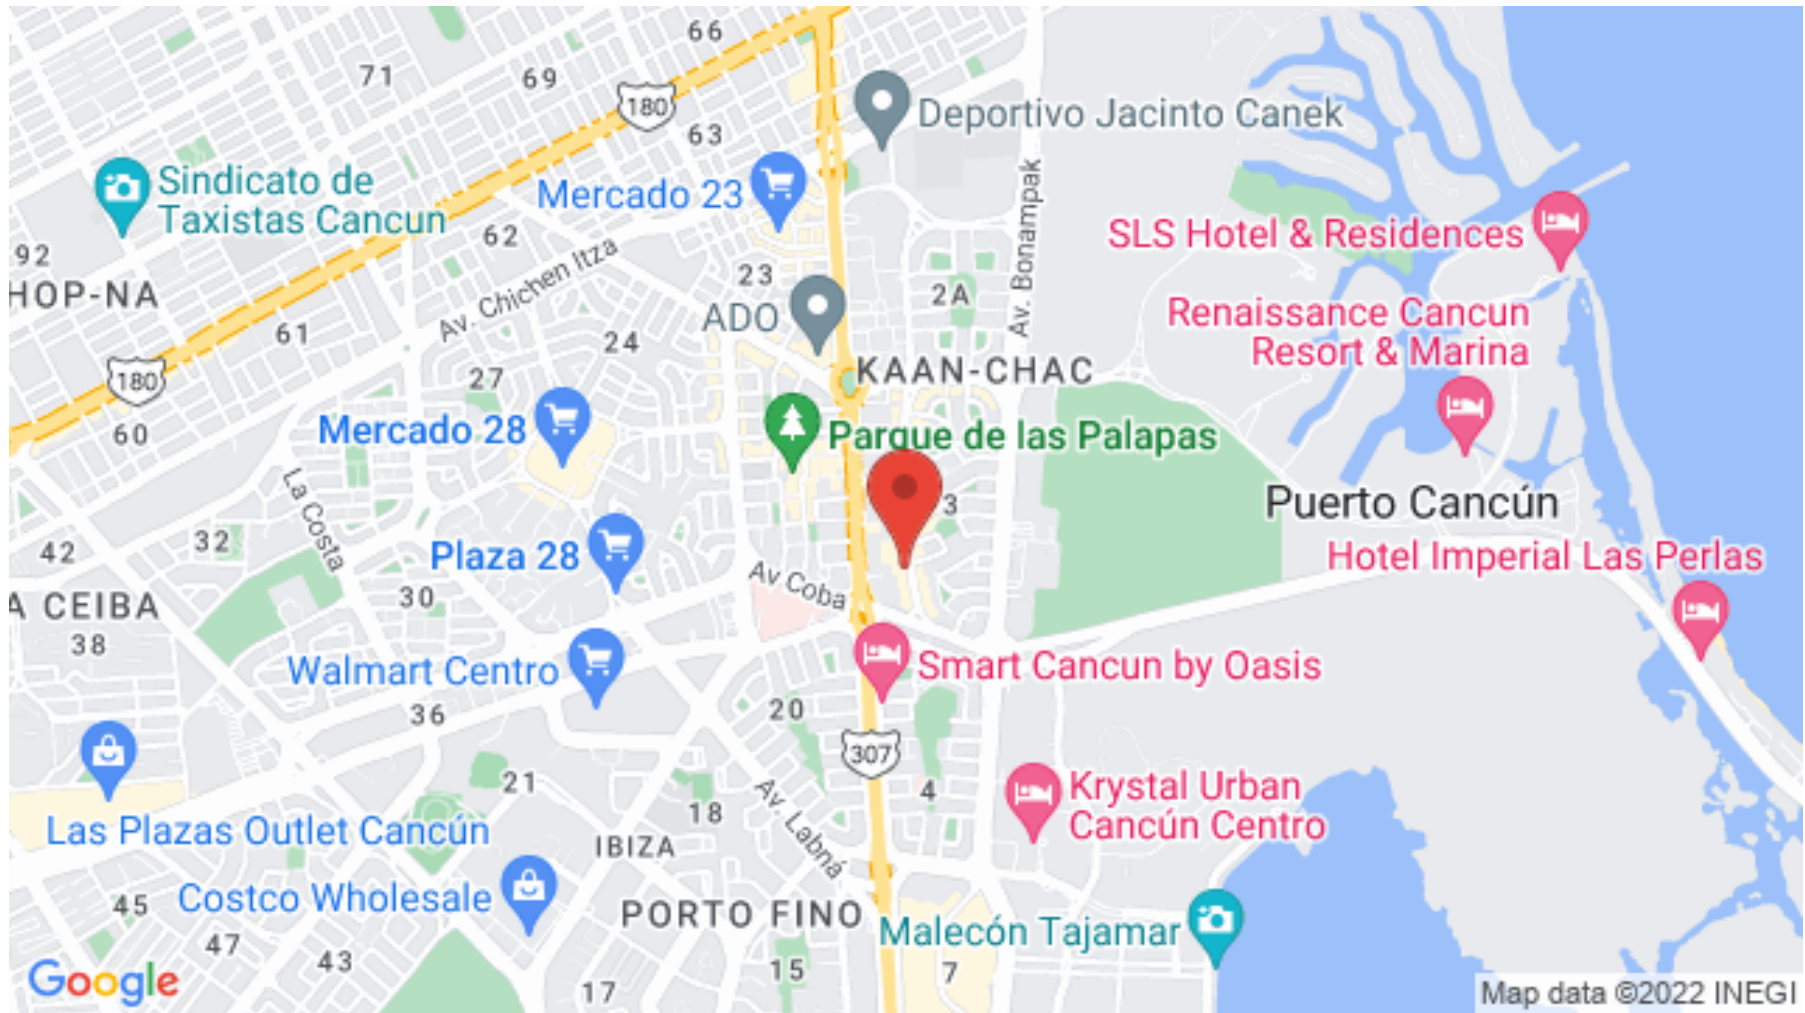 66
71
69
180
63
Deportivo Jacinto Canek
Sindicato de
Taxistas Cancun
Mercado 23
Av. Bonampak
62
SLS Hotel & Residences
92
HOP-NA
Av. Chichen Itza
23
2A
ADO
Renaissance Cancun
Resort & Marina
61
24
KAAN-CHAC
180
27
60
Mercado 28
Parque de las Palapas
La Costa
3
Puerto Cancún
42
32
Plaza 28
Hotel Imperial Las Perlas
Av Coba
A CEIBA
30
38
Walmart Centro
Smart Cancun by Oasis
36
20
307
21
4
Krystal Urban
Cancún Centro
Av. Labná
18
Las Plazas Outlet Cancún
IBIZA
45
Costco Wholesale
PORTO FINO
Malecón Tajamar
47
43
15
7
17
Google
Map data ©2022 INEGI